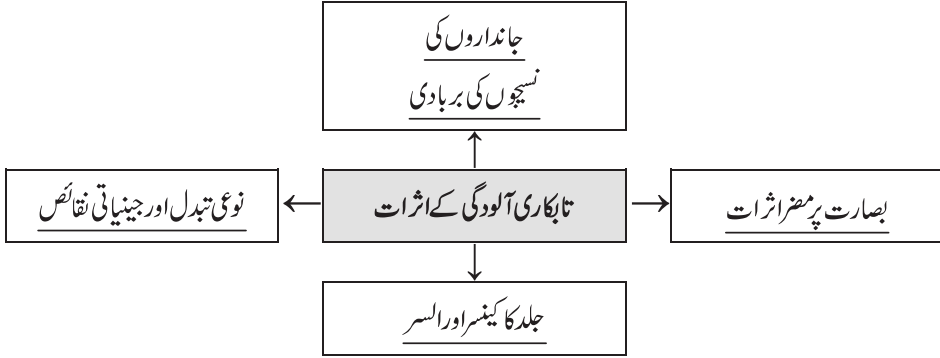 جانداروں کی
نسیجوں کی بربادی
بصارت پر مضر اثرات
تابکاری آلودگی کے اثرات
نوعی تبدل اور جینیاتی نقائص
جلد کا کینسر اور السر